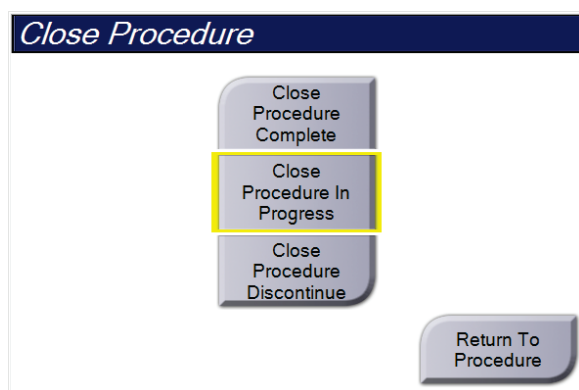 Close Procedure
Close
Procedure
Complete
Close
Procedure In
Progress
Close
Procedure
Discontinue
Return To
Procedure